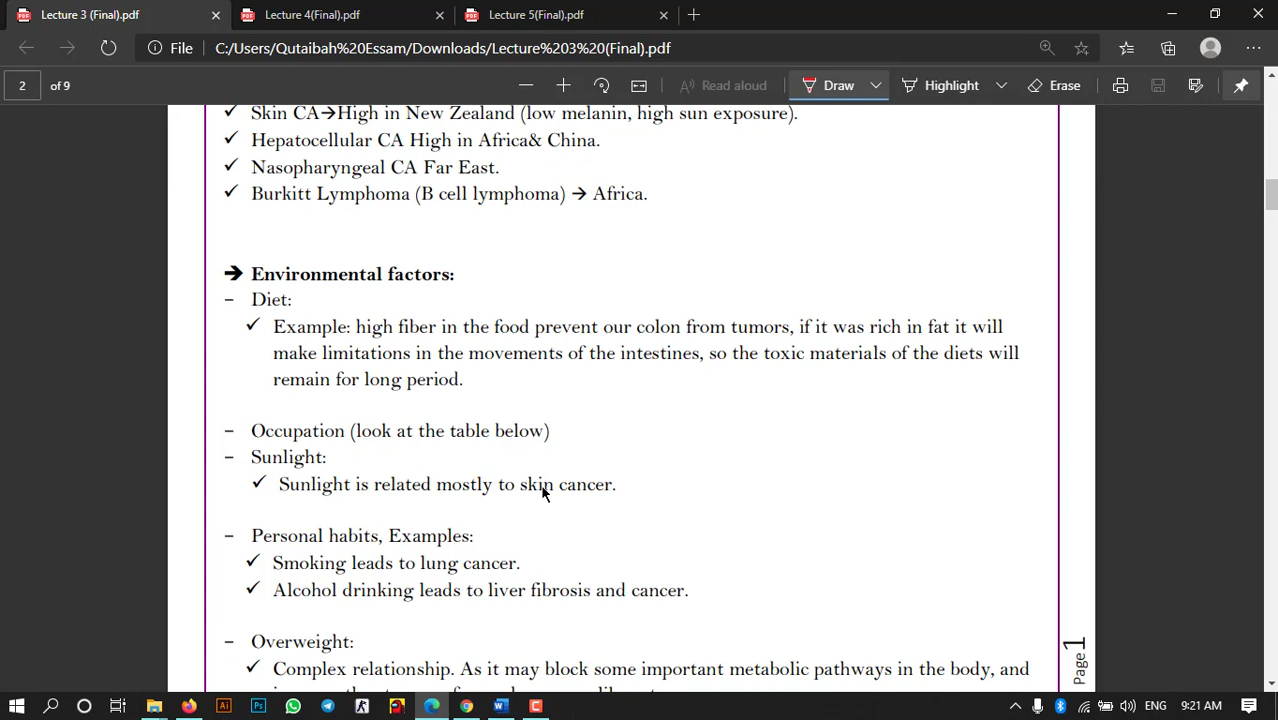 Lecture 3 (Final).pdf
Lecture 4(Final).pdf
Lecture 5(Final).pdf
File C:/Users/Qutaibah%20Essam/Downloads/Lecture%203%20(Final).pdf
2 of 9
Read aloud
Draw
Highlight
Erase
✓ Skin CA→High in New Zealand (low melanin, high sun exposure).
✓ Hepatocellular CA High in Africa& China.
✓ Nasopharyngeal CA Far East.
✓ Burkitt Lymphoma (B cell lymphoma) → Africa.
➔ Environmental factors:
- Diet:
✓ Example: high fiber in the food prevent our colon from tumors, if it was rich in fat it will
make limitations in the movements of the intestines, so the toxic materials of the diets will
remain for long period.
- Occupation (look at the table below)
- Sunlight:
✓ Sunlight is related mostly to skin cancer.
- Personal habits, Examples:
✓ Smoking leads to lung cancer.
✓ Alcohol drinking leads to liver fibrosis and cancer.
- Overweight:
✓ Complex relationship. As it may block some important metabolic pathways in the body, and
Page 1
ENG 9:21 AM